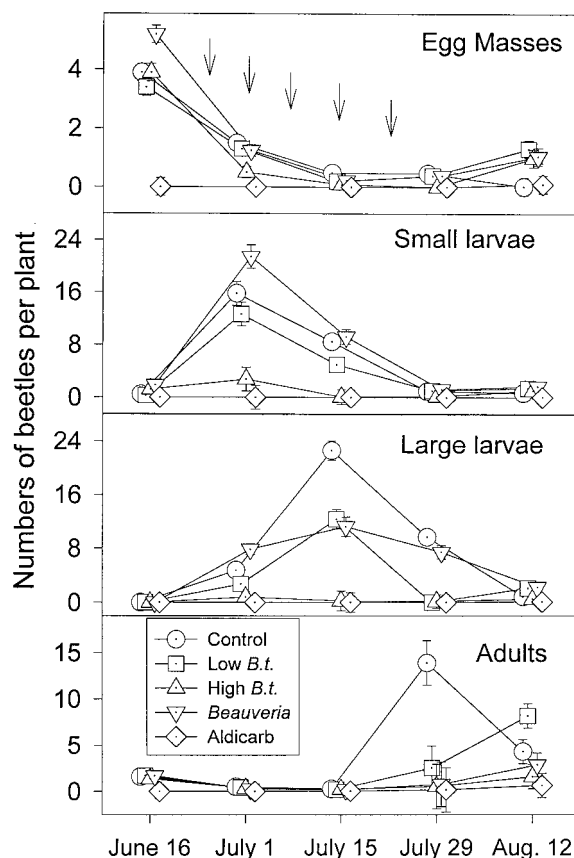 Numbers of beetles per plant
Egg Masses
4
2
0
Small larvae
24
16
8
0
Large larvae
24
16
8
0
Adults
15
10
5
0
Control
Low B.t.
High B.t.
Beauveria
Aldicarb
June 16 July 1 July 15 July 29 Aug. 12